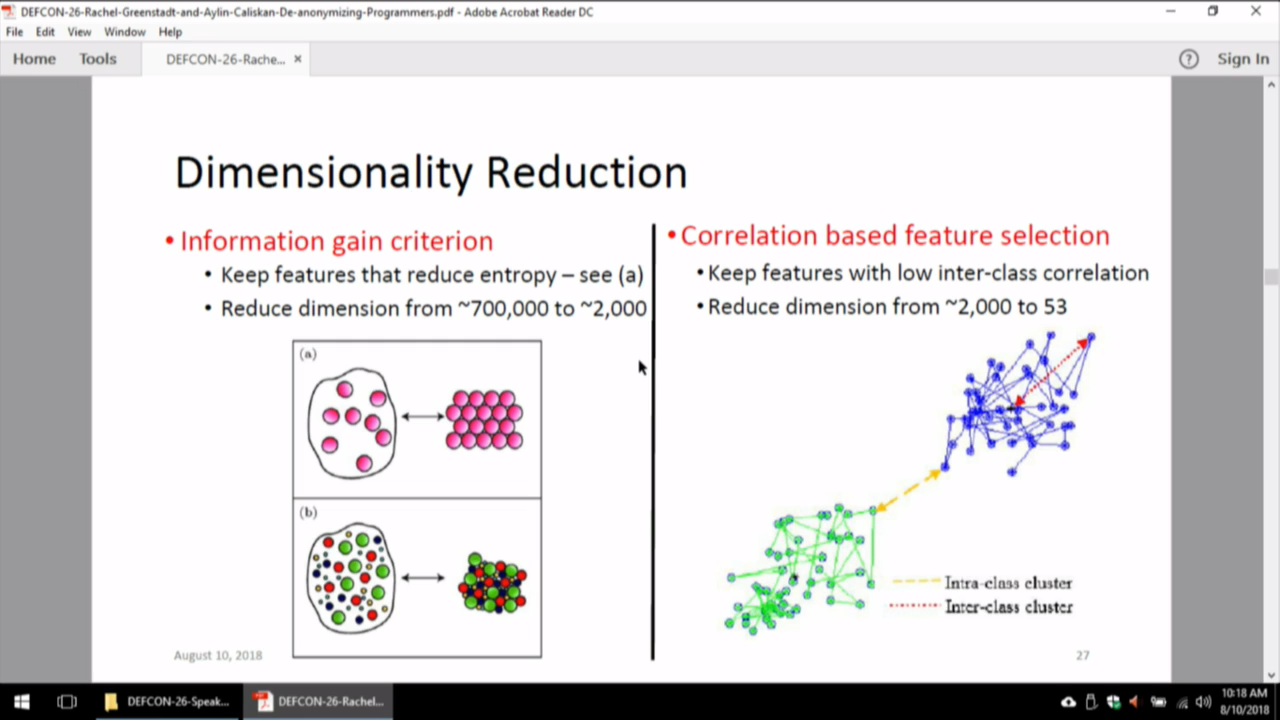 DEFCON-26-Rachel-Greenstadt-and-Aylin-Caliskan-De-anonymizing-Programmers.pdf - Adobe Acrobat Reader DC
File Edit View Window Help
Home Tools DEFCON-26-Rache... × ? Sign In
Dimensionality Reduction
• Information gain criterion
• Keep features that reduce entropy – see (a)
• Reduce dimension from ~700,000 to ~2,000
(a)
(b)
• Correlation based feature selection
• Keep features with low inter-class correlation
• Reduce dimension from ~2,000 to 53
Intra-class cluster
Inter-class cluster
August 10, 2018
27
DEFCON-26-Speak... DEFCON-26-Rachel...
10:18 AM
8/10/2018